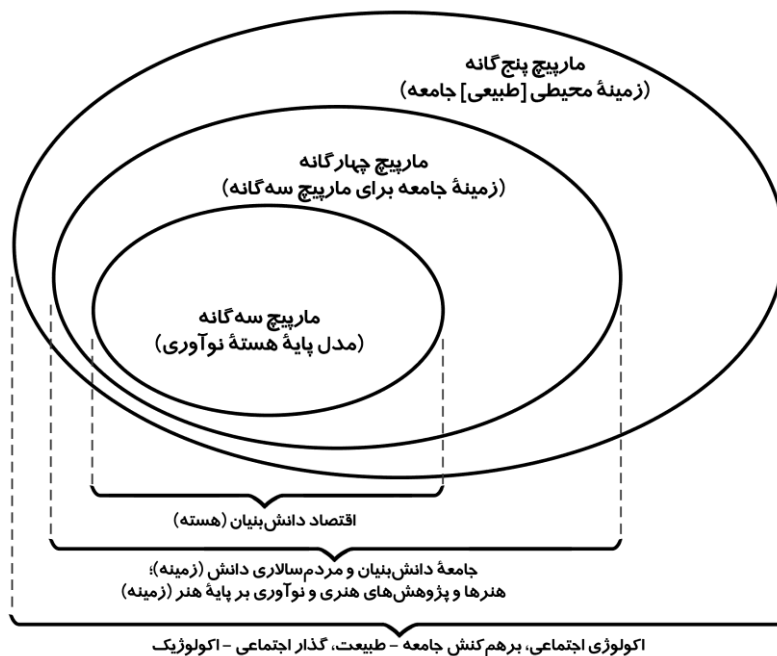 مارپیچ پنج‌گانه
(زمینهٔ محیطی [طبیعی] جامعه)
مارپیچ چهارگانه
(زمینهٔ جامعه برای مارپیچ سه‌گانه)
مارپیچ سه‌گانه
(مدل پایهٔ هستهٔ نوآوری)
اقتصاد دانش‌بنیان (هسته)
جامعهٔ دانش‌بنیان و مردم‌سالاری دانش (زمینه)؛
هنرها و پژوهش‌های هنری و نوآوری بر پایهٔ هنر (زمینه)
اکولوژی اجتماعی، برهم‌کنش جامعه – طبیعت، گذار اجتماعی – اکولوژیک